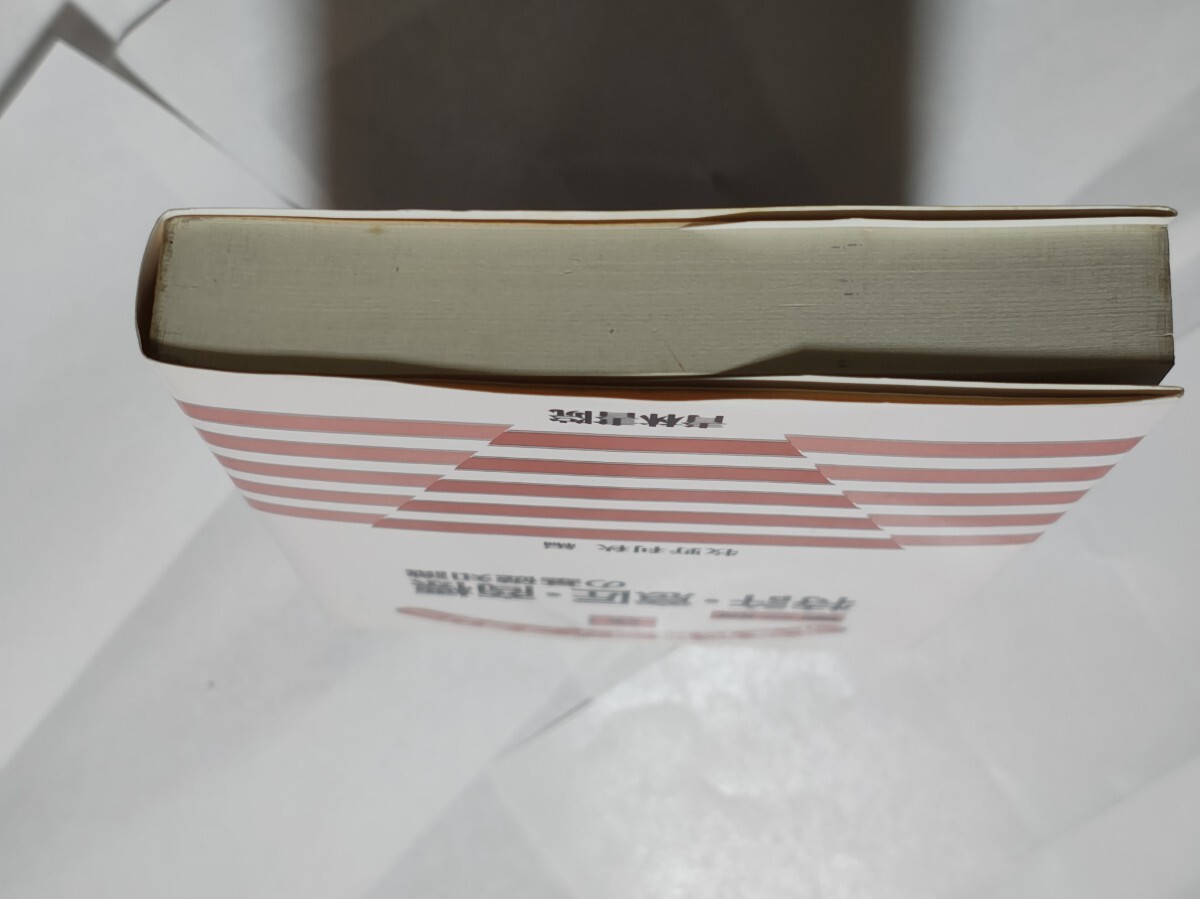 特許・意匠・商標
の基礎知識
牧野利秋 編
青林書院